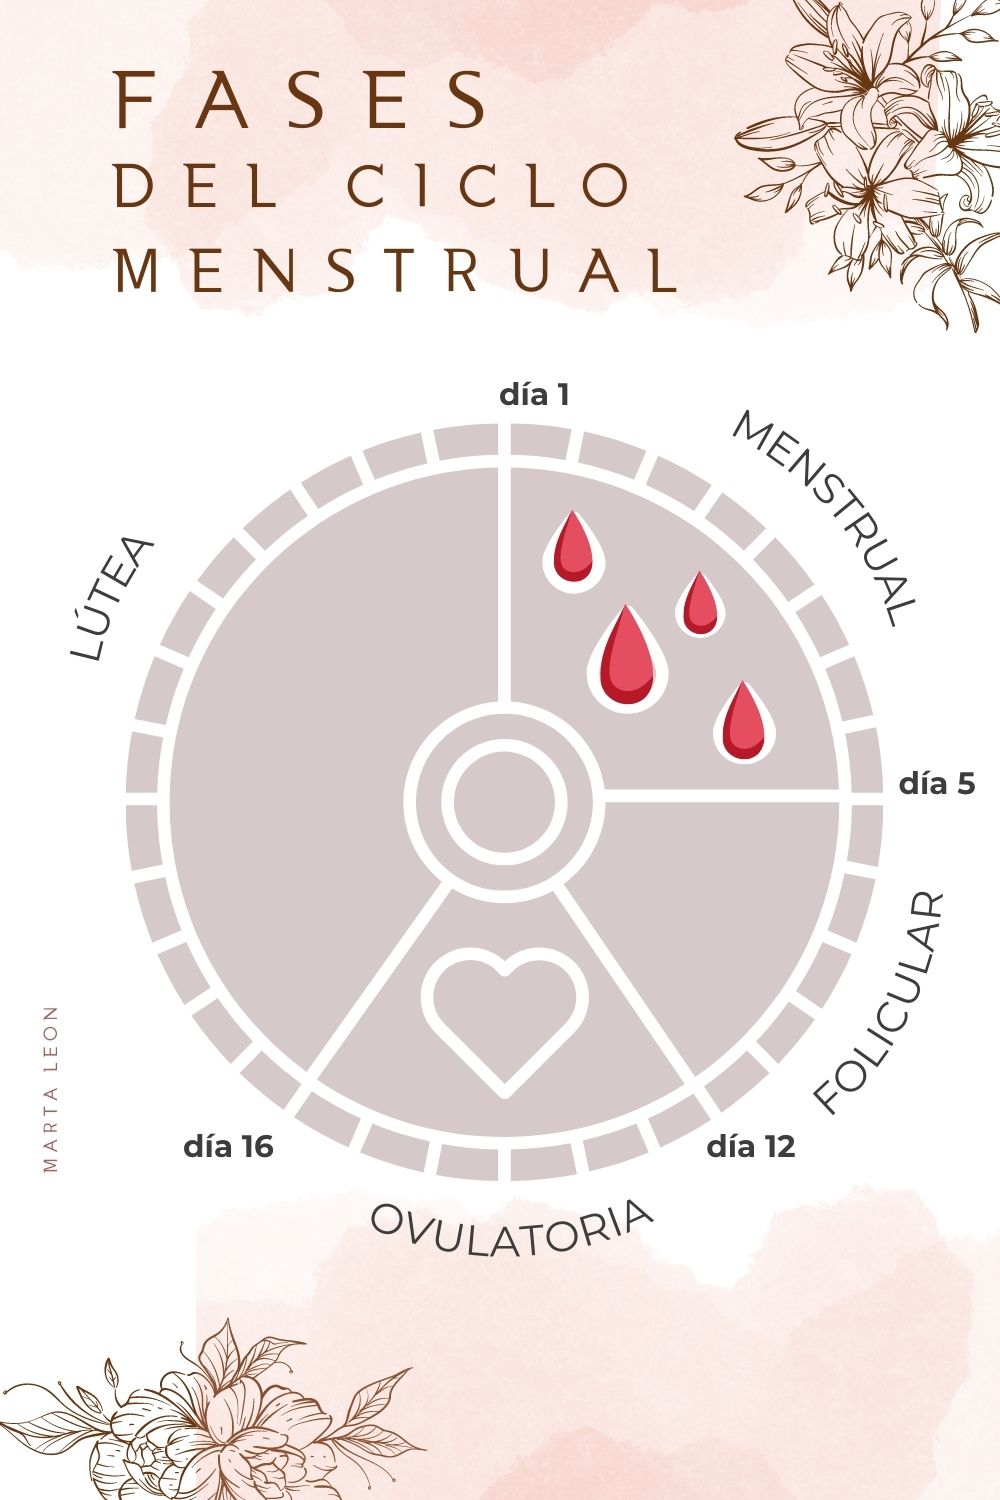 FASES
DEL CICLO
MENSTRUAL
día 1
MENSTRUAL
LÚTEA
día 5
FOLICULAR
MARTA LEON
día 16
día 12
OVULATORIA